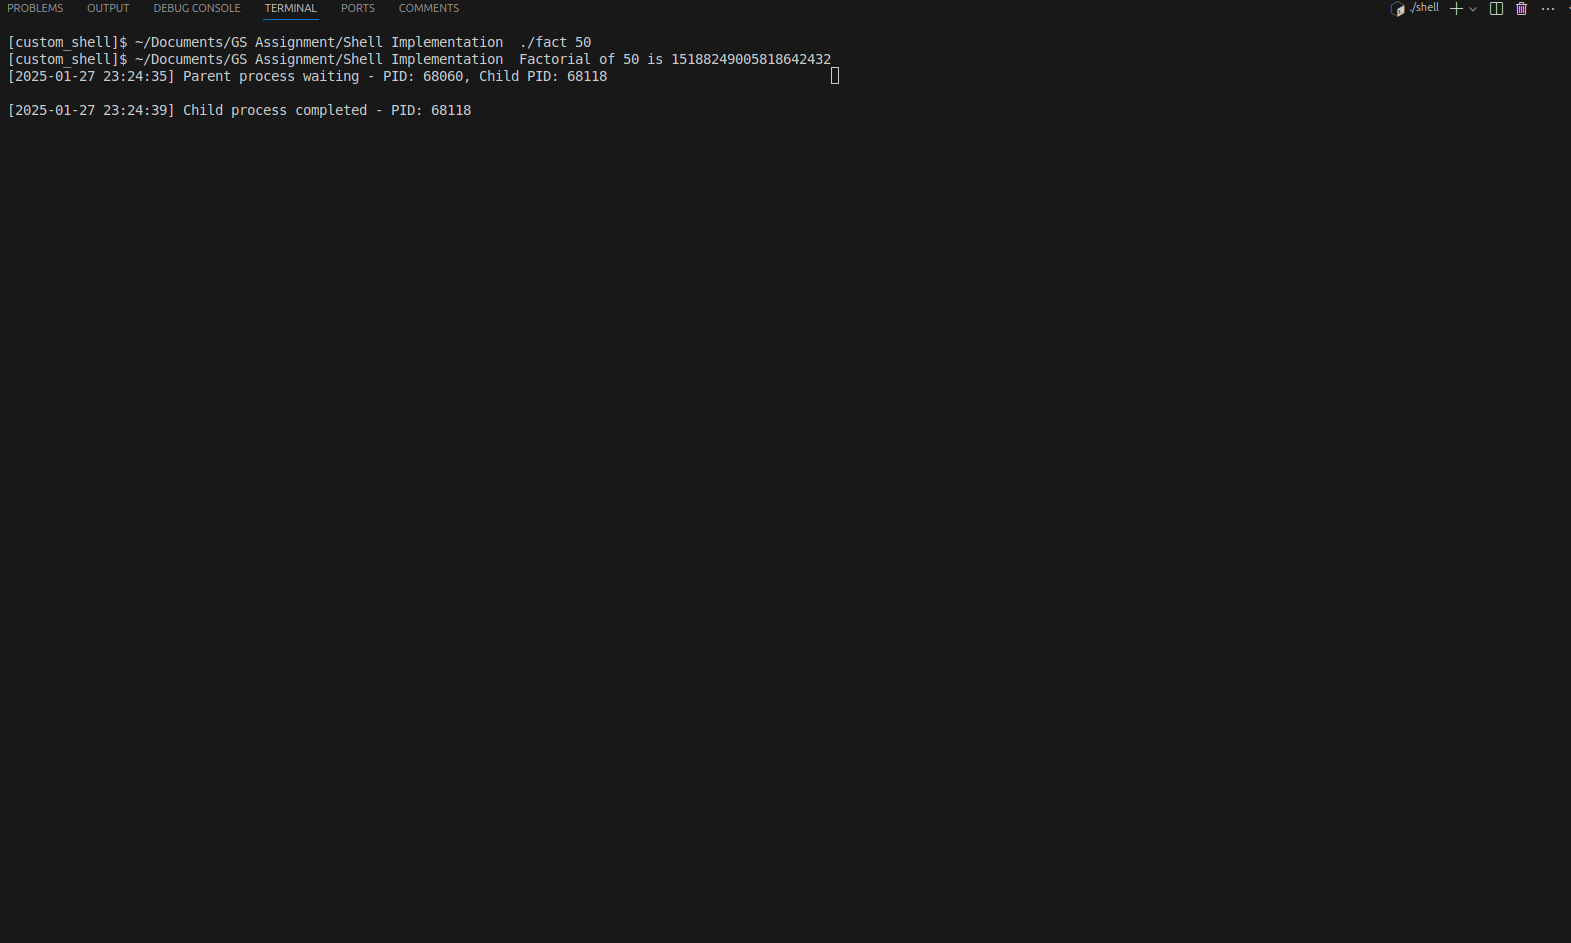 PROBLEMS OUTPUT DEBUG CONSOLE TERMINAL PORTS COMMENTS ./shell
[custom_shell]$ ~/Documents/GS Assignment/Shell Implementation  ./fact 50
[custom_shell]$ ~/Documents/GS Assignment/Shell Implementation  Factorial of 50 is 15188249005818642432
[2025-01-27 23:24:35] Parent process waiting - PID: 68060, Child PID: 68118
[2025-01-27 23:24:39] Child process completed - PID: 68118